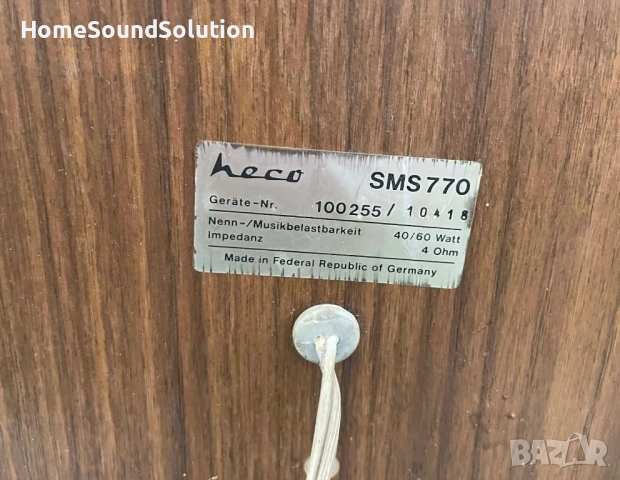 HomeSoundSolution
heco SMS 770
Geräte-Nr. 100255/ 10418
Nenn-/Musikbelastbarkeit 40/60 Watt
Impedanz 4 Ohm
Made in Federal Republic of Germany
BAZAR